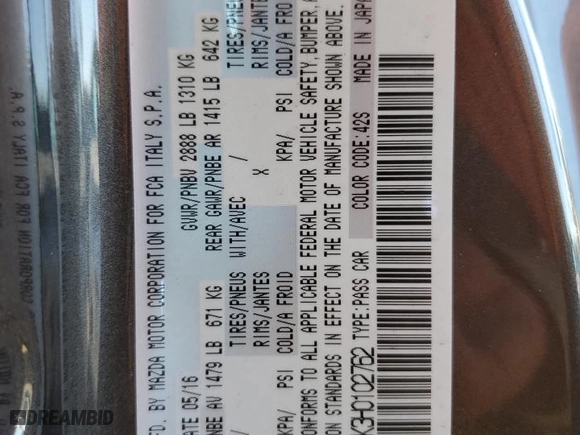 FD. BY MAZDA MOTOR CORPORATION FOR FCA ITALY S.P.A.
ATE 05/16 GVWR/PNBV 2888 LB 1310 KG
NBE AV 1479 LB 671 KG REAR GAWR/PNBE AR 1415 LB 642 KG
TIRES/PNEUS WITH/AVEC / TIRES/PNEU
RIMS/JANTES X RIMS/JANTES
KPA/ PSI COLD/A FROID KPA/ PSI COLD/A FROI
ONFORMS TO ALL APPLICABLE FEDERAL MOTOR VEHICLE SAFETY, BUMPER, A
ON STANDARDS IN EFFECT ON THE DATE OF MANUFACTURE SHOWN ABOVE.
K3H0102762 TYPE: PASS CAR COLOR CODE: 42S MADE IN JAPA
DREAMBID